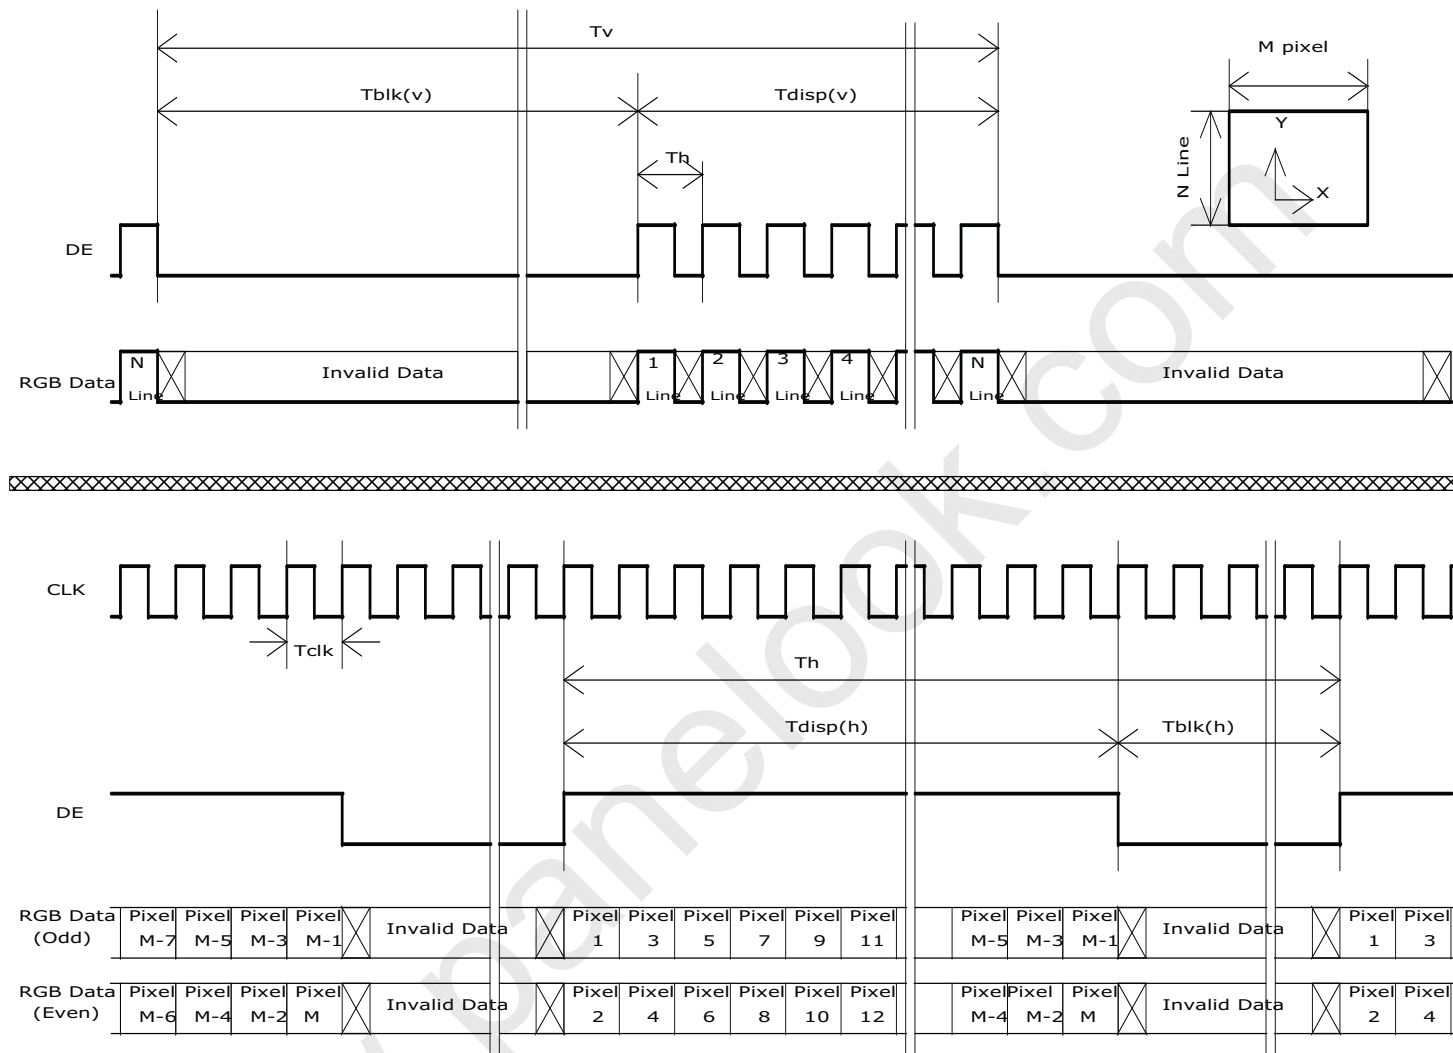 Tv
M pixel
Tblk(v)
Tdisp(v)
Y
Th
N Line
X
DE
RGB Data
N
Line
Invalid Data
1
Line
2
Line
3
Line
4
Line
N
Line
Invalid Data
CLK
Tclk
Th
Tdisp(h)
Tblk(h)
DE
RGB Data
(Odd)
Pixel M-7
Pixel M-5
Pixel M-3
Pixel M-1
Invalid Data
Pixel 1
Pixel 3
Pixel 5
Pixel 7
Pixel 9
Pixel 11
Pixel M-5
Pixel M-3
Pixel M-1
Invalid Data
Pixel 1
Pixel 3
RGB Data
(Even)
Pixel M-6
Pixel M-4
Pixel M-2
Pixel M
Invalid Data
Pixel 2
Pixel 4
Pixel 6
Pixel 8
Pixel 10
Pixel 12
Pixel M-4
Pixel M-2
Pixel M
Invalid Data
Pixel 2
Pixel 4
panelook.com